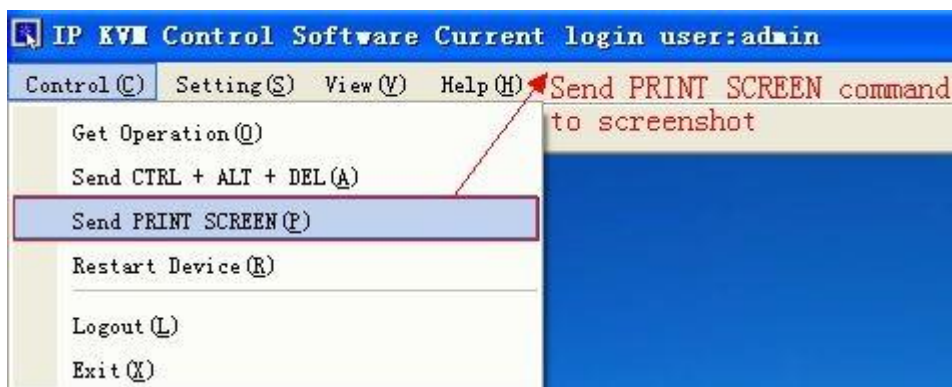 IP KVM Control Software Current login user:admin
Control(C) Setting(S) View(V) Help(H)
Send PRINT SCREEN command
to screenshot
Get Operation(O)
Send CTRL + ALT + DEL(A)
Send PRINT SCREEN(P)
Restart Device(R)
Logout(L)
Exit(X)